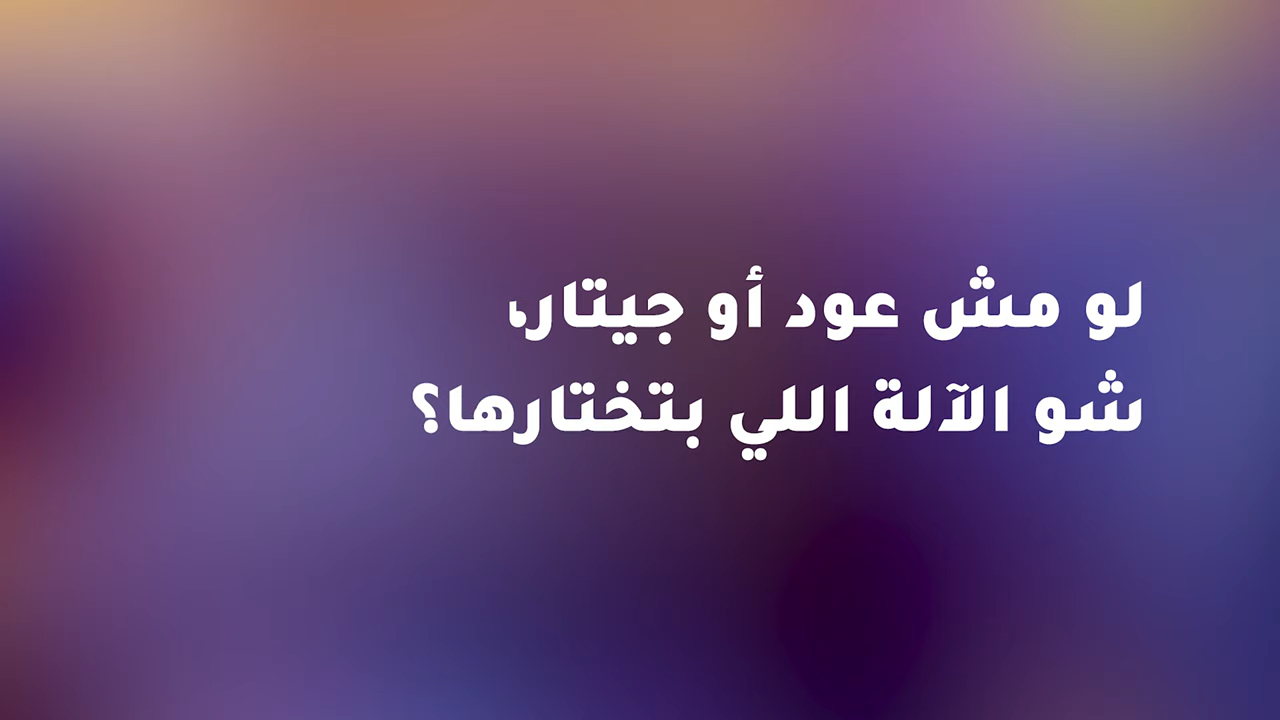 لو مش عود أو جيتار،
شو الآلة اللي بتختارها؟